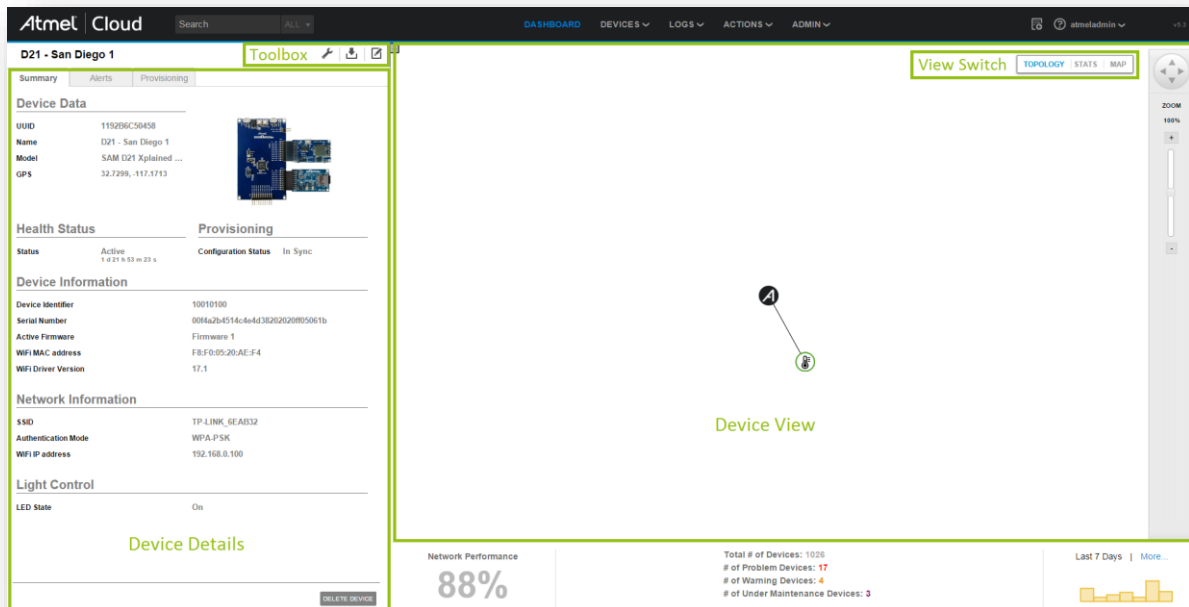 Atmel Cloud Search ALL DASHBOARD DEVICES LOGS ACTIONS ADMIN atmeladmin v5.3.
D21 - San Diego 1 Toolbox
View Switch TOPOLOGY STATS MAP
Summary Alerts Provisioning
Device Data
UUID 1192B6C50458
Name D21 - San Diego 1
Model SAM D21 Xplained ...
GPS 32.7299, -117.1713
ZOOM
100%
+
-
Health Status Provisioning
Status Active Configuration Status In Sync
1 d 21 h 53 m 23 s
Device Information
Device Identifier 10010100
Serial Number 00f4a2b4514c4e4d38202020ff05061b
Active Firmware Firmware 1
WiFi MAC address F8:F0:05:20:AE:F4
WiFi Driver Version 17.1
Network Information
SSID TP-LINK_6EAB32
Authentication Mode WPA-PSK
WiFi IP address 192.168.0.100
Device View
Light Control
LED State On
Device Details
DELETE DEVICE
Network Performance
88%
Total # of Devices: 1026
# of Problem Devices: 17
# of Warning Devices: 4
# of Under Maintenance Devices: 3
Last 7 Days | More...